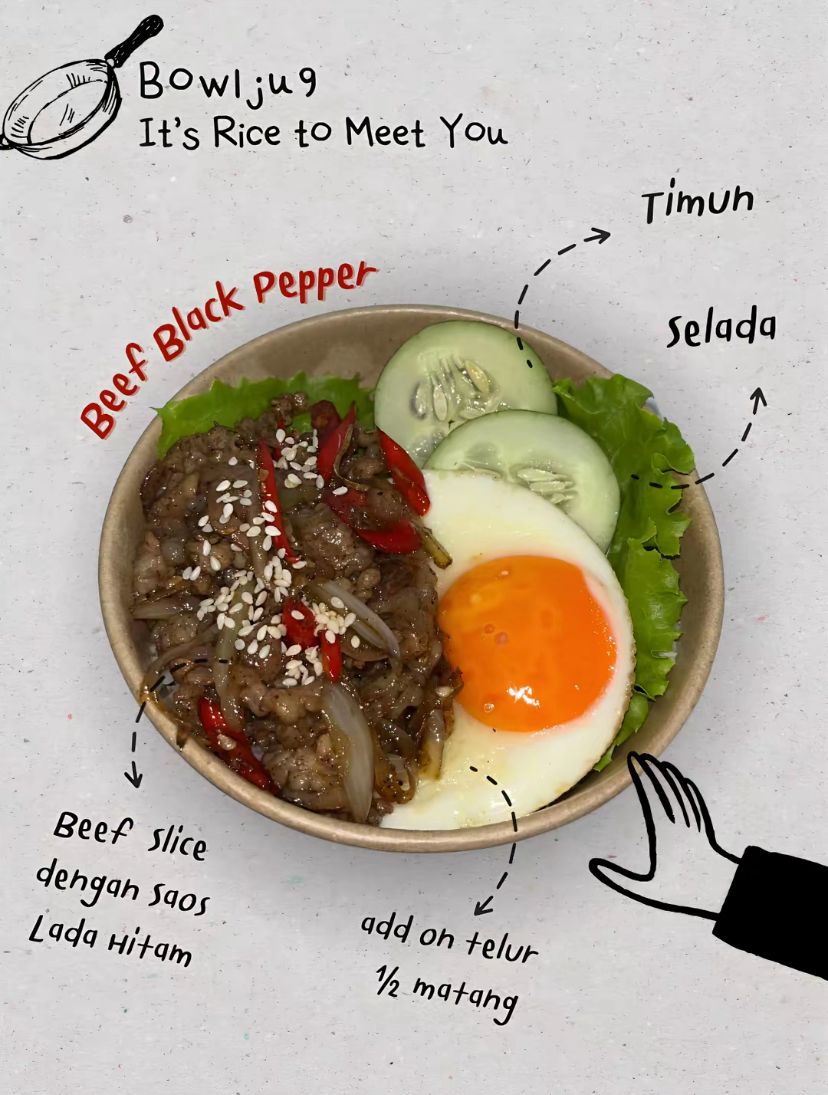 Bowljug
It's Rice to Meet You
Timun
Selada
Beef Black Pepper
Beef slice
dengan saos
Lada Hitam
add on telur
½ matang